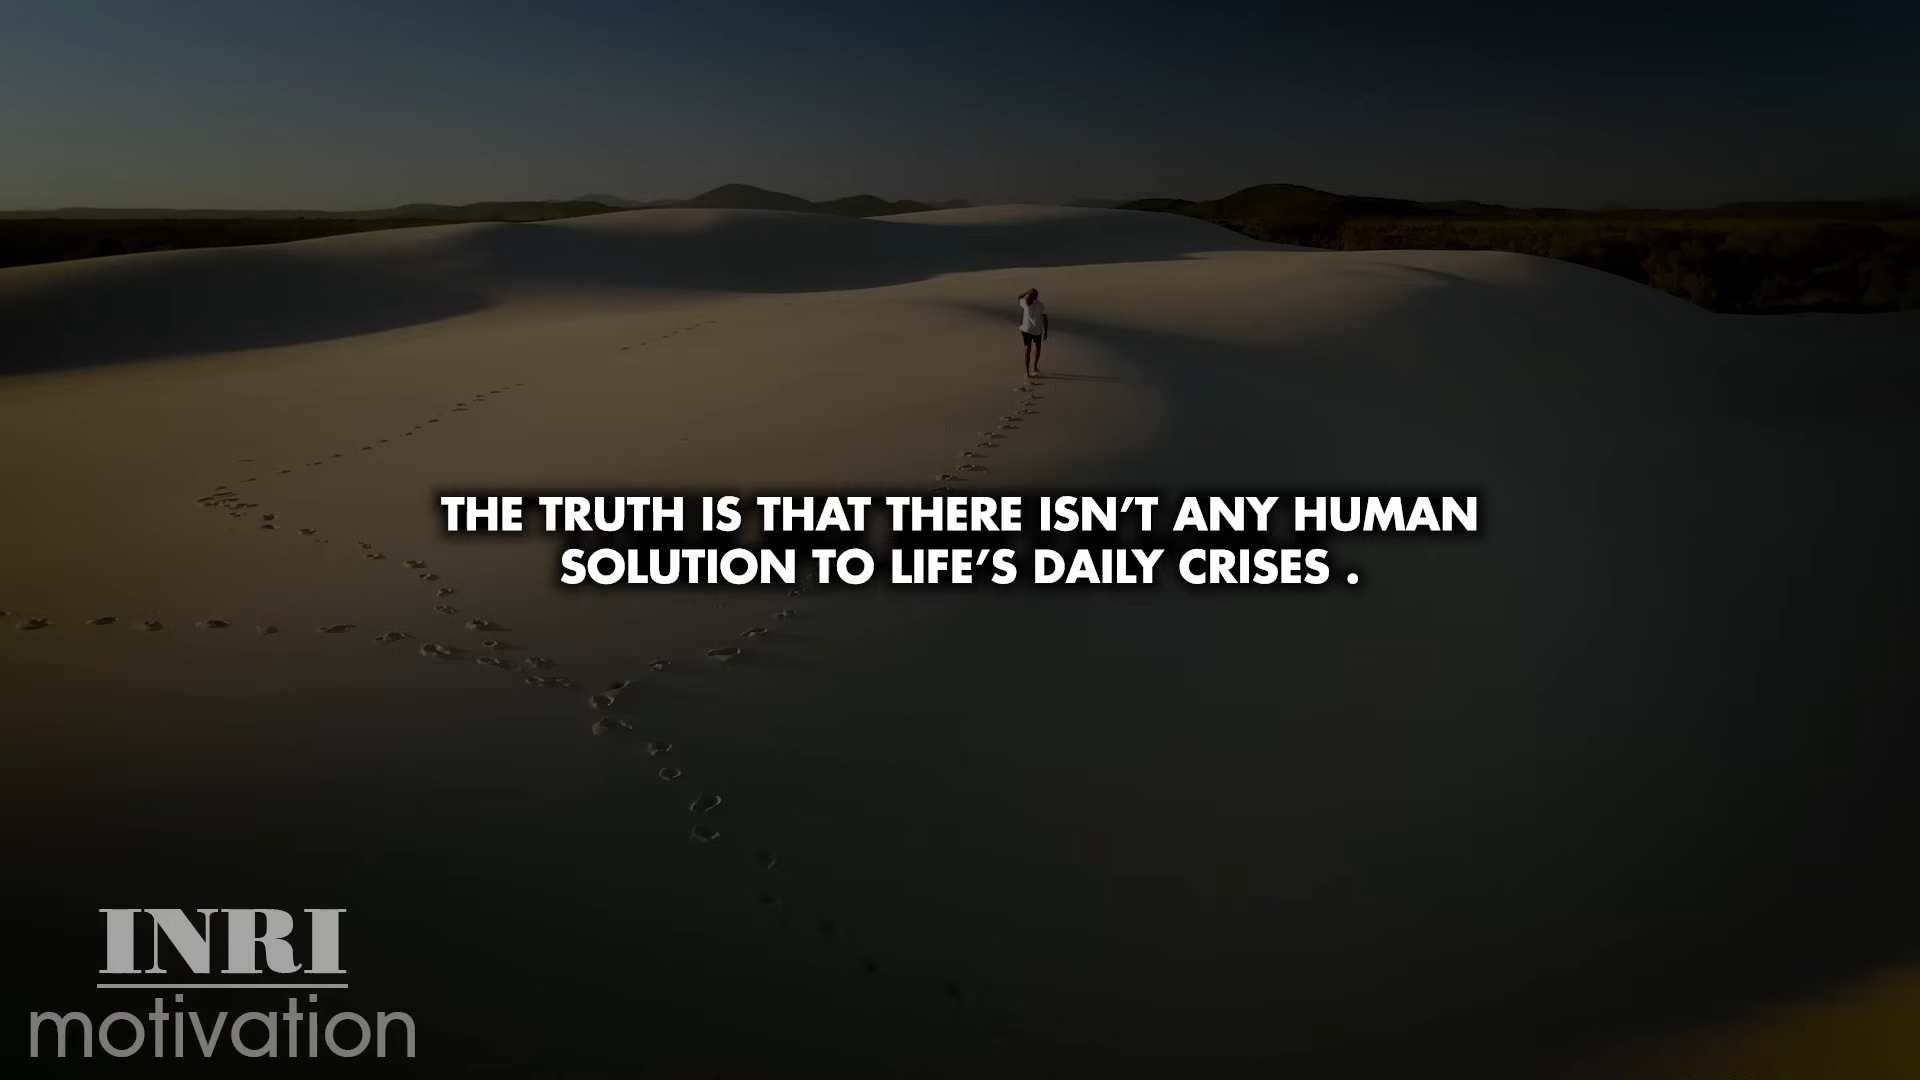 THE TRUTH IS THAT THERE ISN’T ANY HUMAN
SOLUTION TO LIFE’S DAILY CRISES .
INRI
motivation